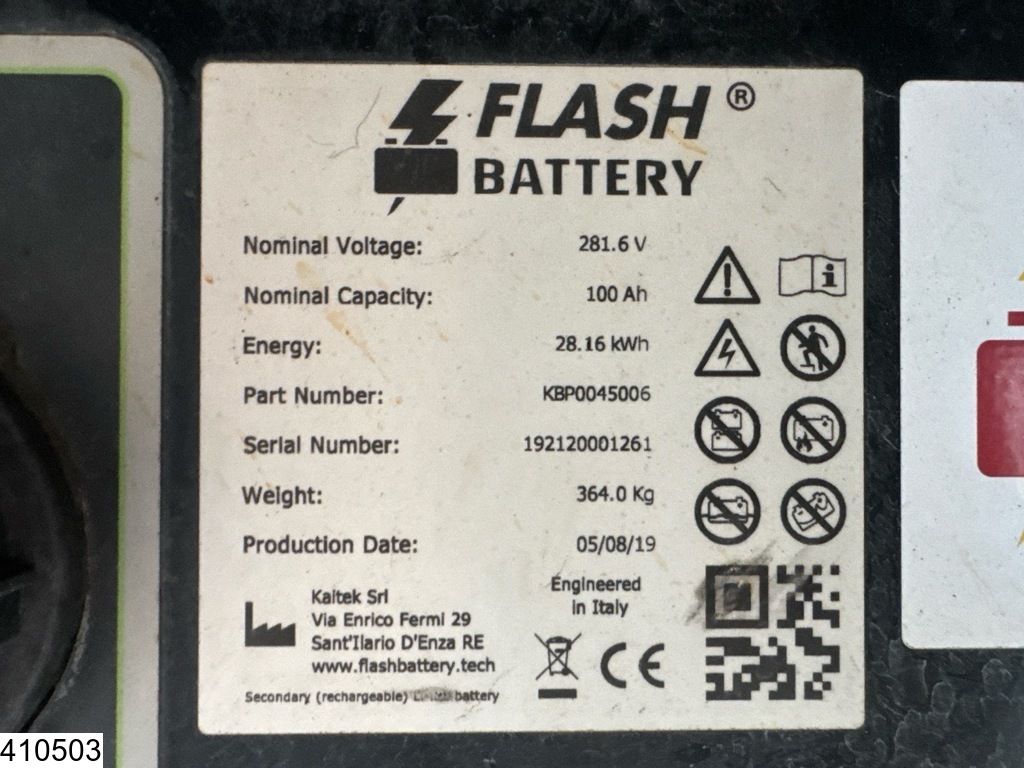 FLASH ®
BATTERY
Nominal Voltage: 281.6 V
Nominal Capacity: 100 Ah
Energy: 28.16 kWh
Part Number: KBP0045006
Serial Number: 192120001261
Weight: 364.0 Kg
Production Date: 05/08/19
Engineered
in Italy
Kaitek Srl
Via Enrico Fermi 29
Sant'Ilario D'Enza RE
www.flashbattery.tech
CE
Secondary (rechargeable) battery
410503